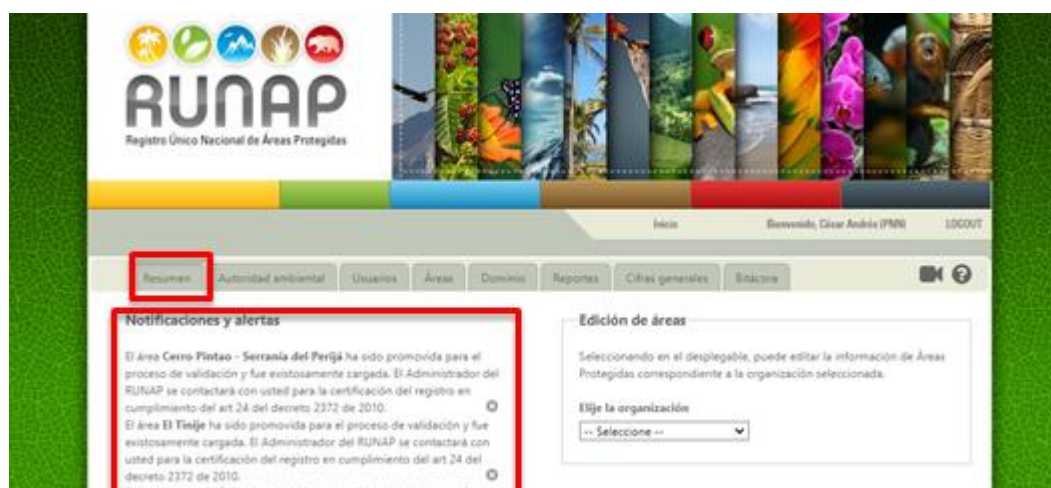 RUNAP
Registro Único Nacional de Áreas Protegidas
Inicio Bienvenido, César Andrés (PNN) LOGOUT
Resumen Autoridad ambiental Usuarios Áreas Dominio Reportes Cifras generales Bitácora
Notificaciones y alertas
El área Cerro Pintao - Serranía del Perijá ha sido promovida para el
proceso de validación y fue existosamente cargada. El Administrador del
RUNAP se contactará con usted para la certificación del registro en
cumplimiento del art 24 del decreto 2372 de 2010.
El área El Tinije ha sido promovida para el proceso de validación y fue
existosamente cargada. El Administrador del RUNAP se contactará con
usted para la certificación del registro en cumplimiento del art 24 del
decreto 2372 de 2010.
Edición de áreas
Seleccionando en el desplegable, puede editar la información de Áreas
Protegidas correspondiente a la organización seleccionada.
Elije la organización
-- Seleccione --